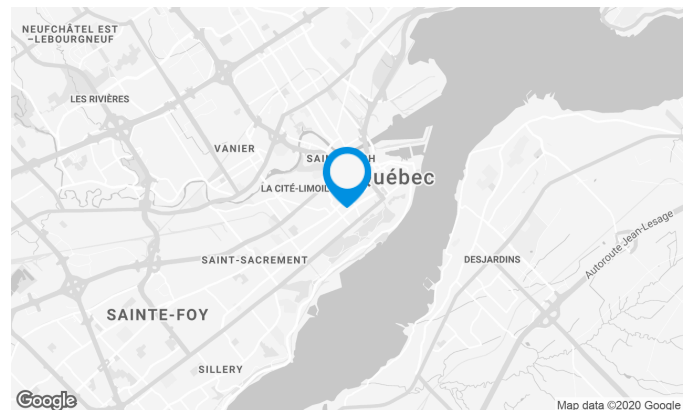 NEUFCHÂTEL EST
–LEBOURGNEUF
LES RIVIÈRES
VANIER
LA CITÉ-LIMOIL
SAINT-SACREMENT
DESJARDINS
Autoroute Jean-Lesage
SAINTE-FOY
SILLERY
Google
Map data ©2020 Google